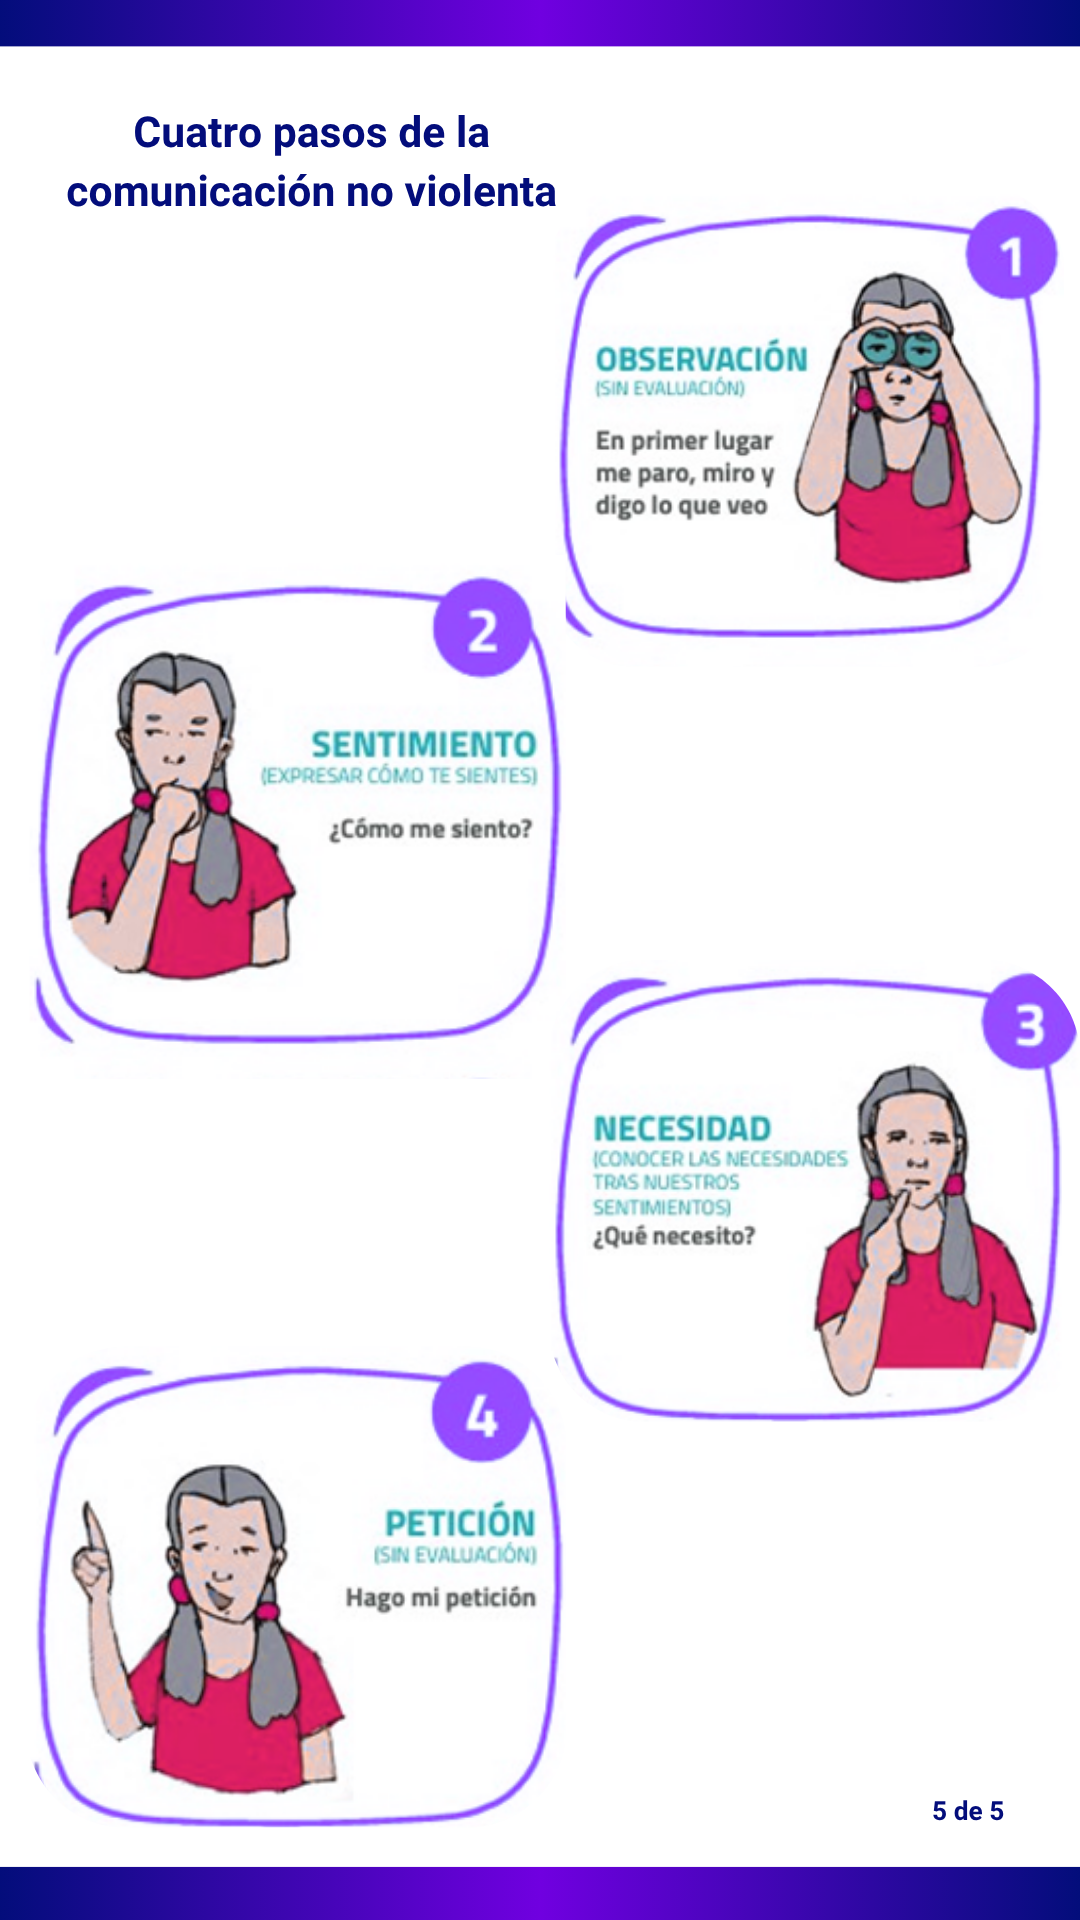 Cuatro pasos de la
comunicación no violenta
1
OBSERVACIÓN
(SIN EVALUACIÓN)
En primer lugar
me paro, miro y
digo lo que veo
2
SENTIMIENTO
(EXPRESAR CÓMO TE SIENTES)
¿Cómo me siento?
3
NECESIDAD
(CONOCER LAS NECESIDADES
TRAS NUESTROS
SENTIMIENTOS)
¿Qué necesito?
4
PETICIÓN
(SIN EVALUACIÓN)
Hago mi petición
5 de 5